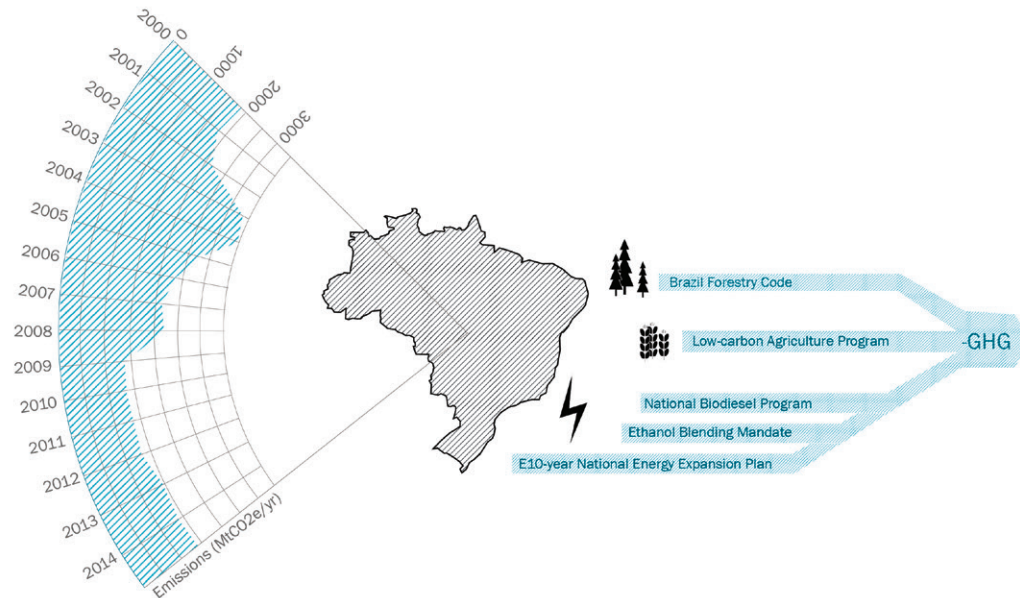 2000
2001
2002
2003
2004
2005
2006
2007
2008
2009
2010
2011
2012
2013
2014
0
1000
2000
3000
Emissions (MtCO2e/yr)
Brazil Forestry Code
Low-carbon Agriculture Program
National Biodiesel Program
Ethanol Blending Mandate
E10-year National Energy Expansion Plan
-GHG